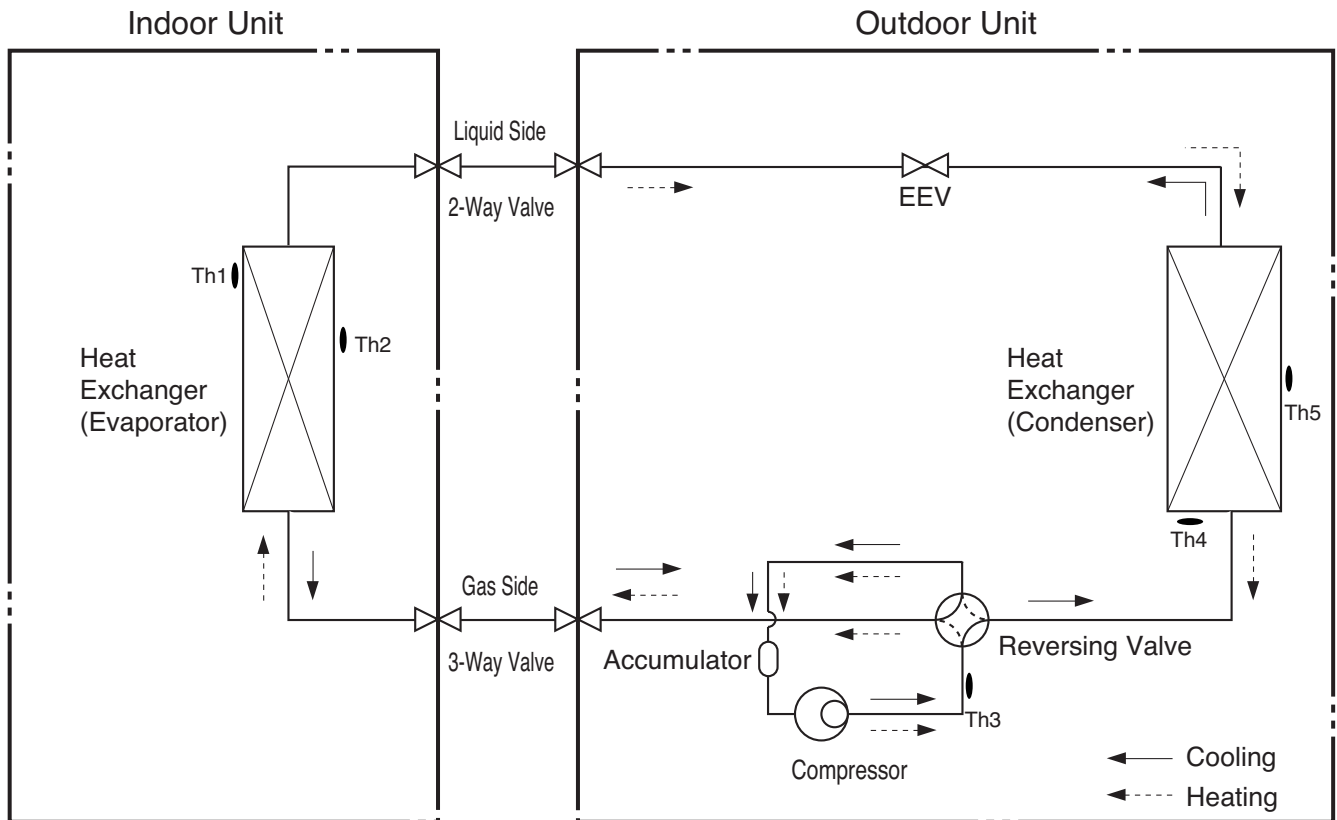 Indoor Unit
Outdoor Unit
Liquid Side
2-Way Valve
EEV
Th1
Th2
Heat
Exchanger
(Evaporator)
Heat
Exchanger
(Condenser)
Th5
Th4
Gas Side
3-Way Valve
Accumulator
Reversing Valve
Th3
Compressor
Cooling
Heating